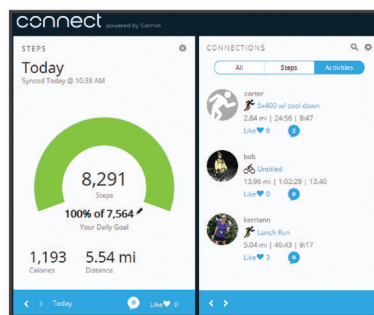 connect powered by Garmin
STEPS
Today
Synced Today @ 10:33 AM
8,291
Steps
100% of 7,564
Your Daily Goal
1,193
Calories
5.54 mi
Distance
Today
0
Like 0
CONNECTIONS
All
Steps
Activities
carter
5x400 w/ cool down
2.84 mi | 24:56 | 8:47
Like 6
2
bob
Untitled
13.96 mi | 1:02:29 | 13.40
Like 0
0
kerriann
Lunch Run
5.04 mi | 46:43 | 9:17
Like 3
0